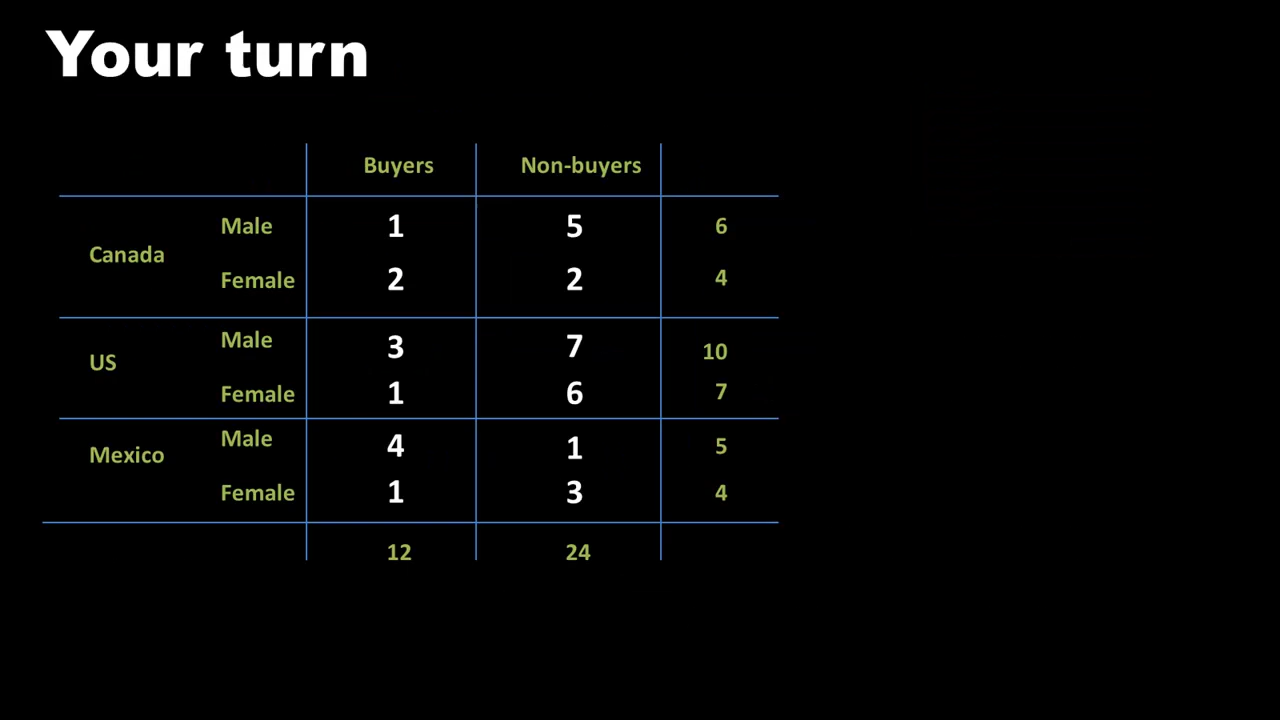 Your turn
Buyers Non-buyers
Male 1 5 6
Canada
Female 2 2 4
Male 3 7 10
US
Female 1 6 7
Male 4 1 5
Mexico
Female 1 3 4
12 24